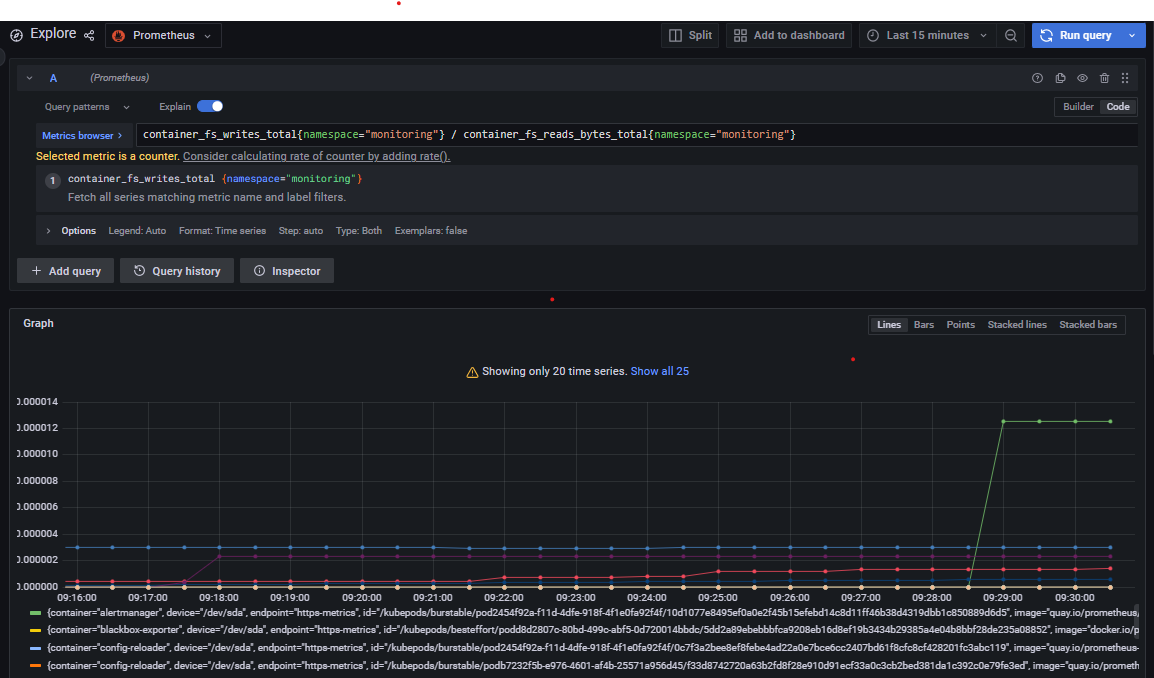 Explore Prometheus Split Add to dashboard Last 15 minutes Run query
A (Prometheus)
Query patterns Explain Builder Code
Metrics browser > container_fs_writes_total{namespace="monitoring"} / container_fs_reads_bytes_total{namespace="monitoring"}
Selected metric is a counter. Consider calculating rate of counter by adding rate().
1 container_fs_writes_total {namespace="monitoring"}
Fetch all series matching metric name and label filters.
> Options Legend: Auto Format: Time series Step: auto Type: Both Exemplars: false
+ Add query Query history Inspector
Graph Lines Bars Points Stacked lines Stacked bars
Showing only 20 time series. Show all 25
0.000014
0.000012
0.000010
0.000008
0.000006
0.000004
0.000002
0.000000
09:16:00 09:17:00 09:18:00 09:19:00 09:20:00 09:21:00 09:22:00 09:23:00 09:24:00 09:25:00 09:26:00 09:27:00 09:28:00 09:29:00 09:30:00
{container="alertmanager", device="/dev/sda", endpoint="https-metrics", id="/kubepods/burstable/pod2454f92a-f11d-4dfe-918f-4f1e0fa92f4f/10d1077e8495ef0a0e2f45b15efebd14c8d11ff46b38d4319dbb1c850889d6d5", image="quay.io/prometheus/
{container="blackbox-exporter", device="/dev/sda", endpoint="https-metrics", id="/kubepods/besteffort/podd8d2807c-80bd-499c-abf5-0d720014bbdc/5dd2a89ebebbbfca9208eb16d8ef19b3434b29385a4e04b8bbf28de235a08852", image="docker.io/p
{container="config-reloader", device="/dev/sda", endpoint="https-metrics", id="/kubepods/burstable/pod2454f92a-f11d-4dfe-918f-4f1e0fa92f4f/0c7f3a2bee8ef8febe4ad22a0e7bce6cc2407bd61f8cfc8cf428201fc3abc119", image="quay.io/prometheus-
{container="config-reloader", device="/dev/sda", endpoint="https-metrics", id="/kubepods/burstable/podb7232f5b-e976-4601-af4b-25571a956d45/f33d8742720a63b2fd8f28e910d91ecf33a0c3cb2bed381da1c392c0e79fe3ed", image="quay.io/prometh